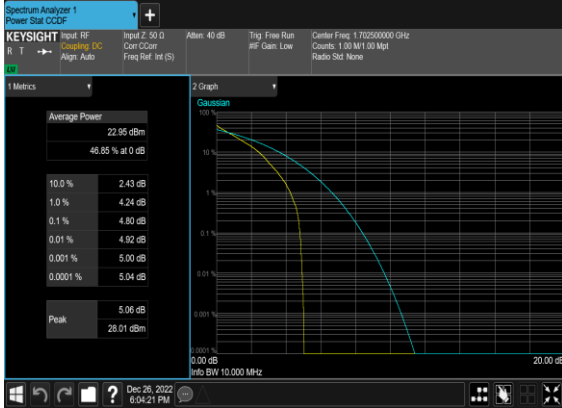 Spectrum Analyzer 1
Power Stat CCDF
+
KEYSIGHT
R T
LW
Input: RF
Coupling: DC
Align: Auto
Input Z: 50 Ω
Corr CCorr
Freq Ref: Int (S)
Atten: 40 dB
Trig: Free Run
#IF Gain: Low
Center Freq: 1.702500000 GHz
Counts: 1.00 M/1.00 Mpt
Radio Std: None
1 Metrics
Average Power
22.95 dBm
46.85 % at 0 dB
10.0 % 2.43 dB
1.0 % 4.24 dB
0.1 % 4.80 dB
0.01 % 4.92 dB
0.001 % 5.00 dB
0.0001 % 5.04 dB
Peak
5.06 dB
28.01 dBm
2 Graph
Gaussian
100 %
10 %
1 %
0.1 %
0.01 %
0.001 %
0.0001 %
0.00 dB
20.00 dB
Info BW 10.000 MHz
?
Dec 26, 2022
6:04:21 PM